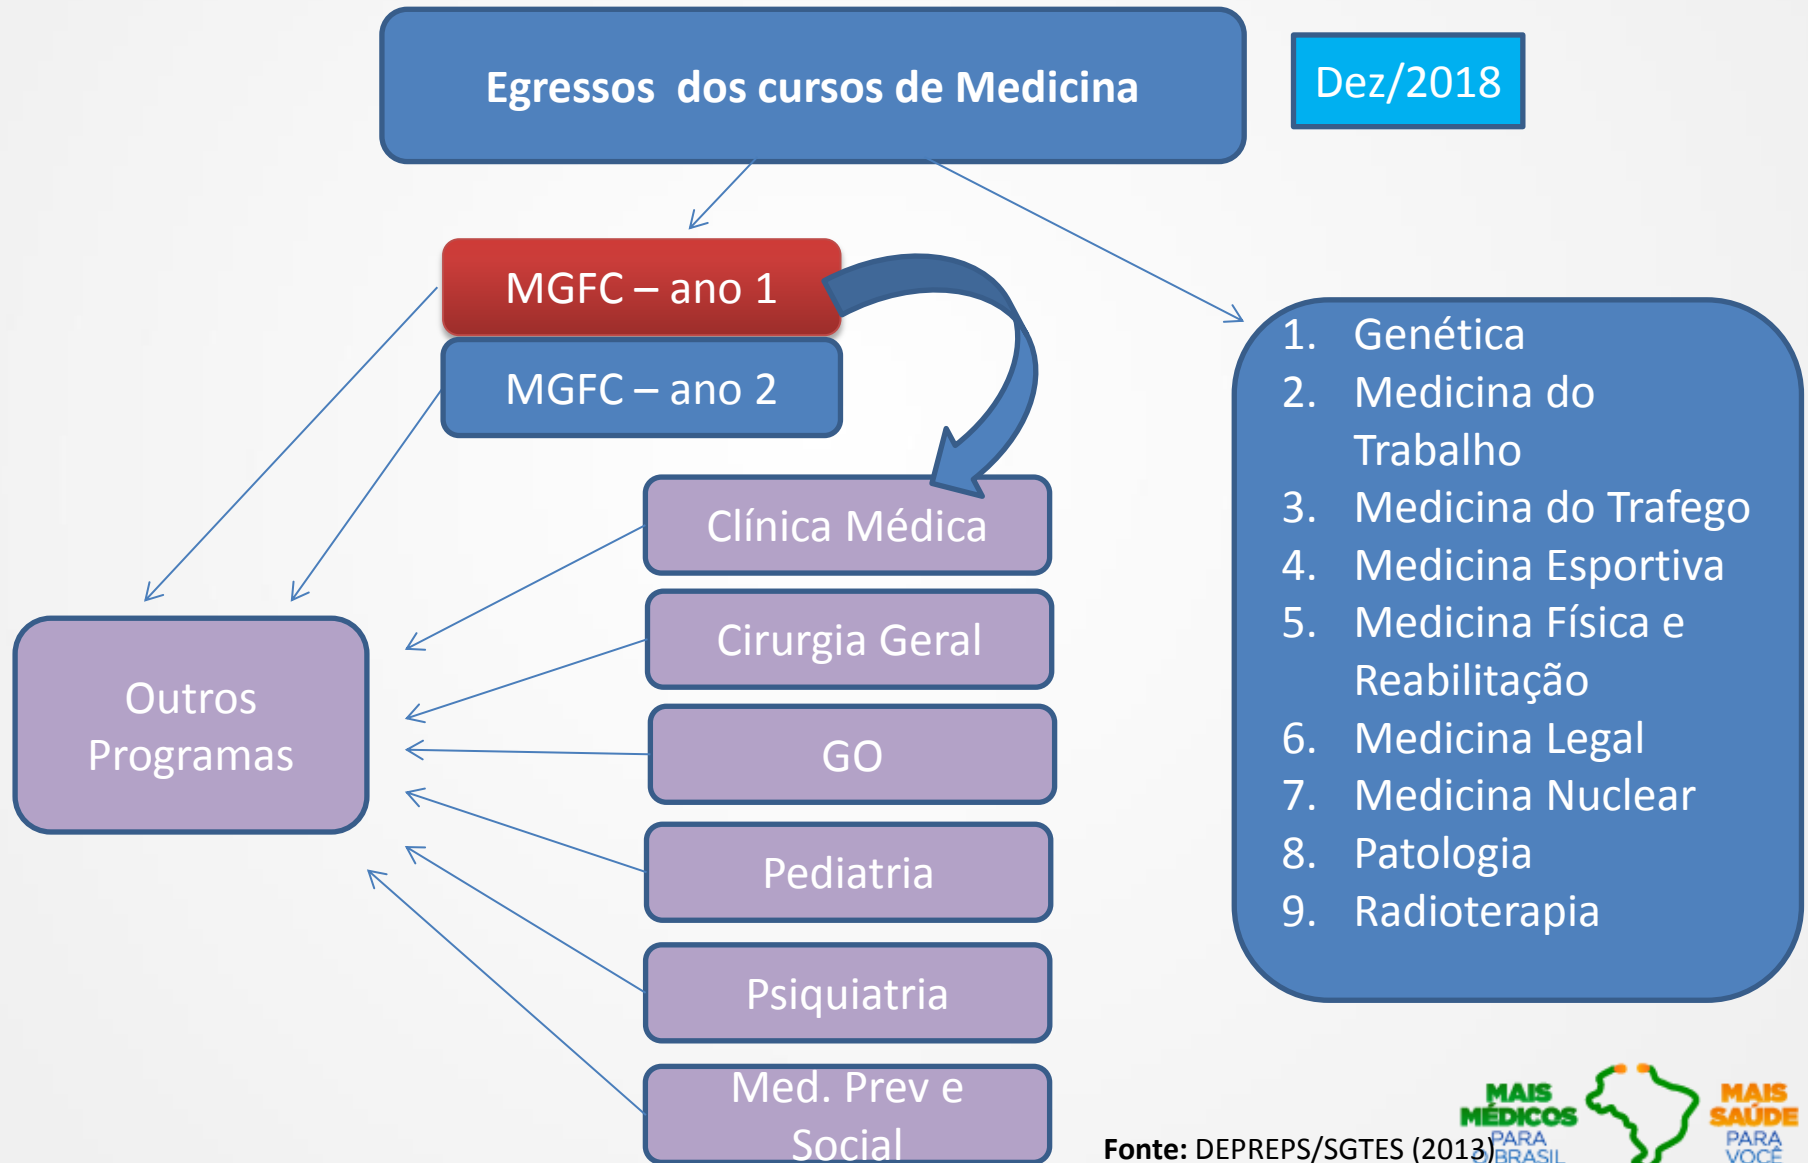 Egressos dos cursos de Medicina
Dez/2018
MGFC – ano 1
MGFC – ano 2
Clínica Médica
Cirurgia Geral
GO
Pediatria
Psiquiatria
Med. Prev e
Social
Outros
Programas
1. Genética
2. Medicina do
Trabalho
3. Medicina do Trafego
4. Medicina Esportiva
5. Medicina Física e
Reabilitação
6. Medicina Legal
7. Medicina Nuclear
8. Patologia
9. Radioterapia
Fonte: DEPREPS/SGTES (2013)
MAIS
MÉDICOS
PARA
O BRASIL
MAIS
SAÚDE
PARA
VOCÊ